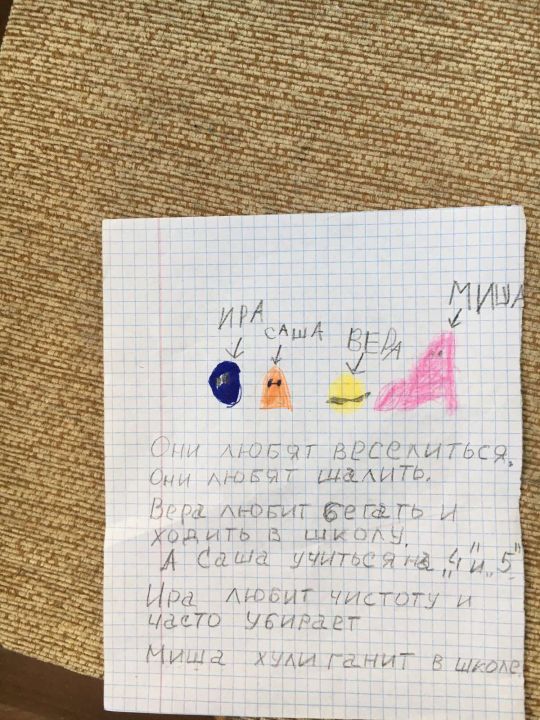 ИРА
САША
ВЕРА
МИША
Они любят веселиться.
Они любят шалить.
Вера любит бегать и
ходить в школу.
А Саша учиться на „4" и „5"
Ира любит чистоту и
часто убирает
Миша хулиганит в школе.